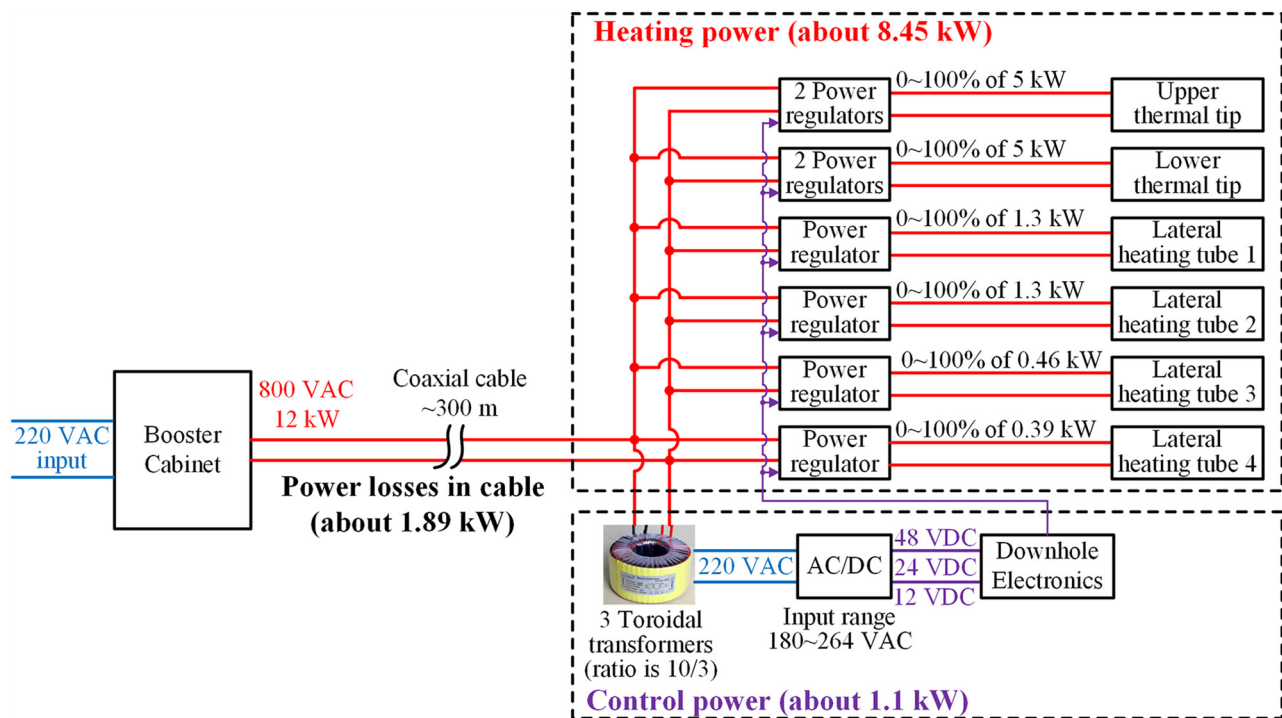 Heating power (about 8.45 kW)
2 Power
regulators
0~100% of 5 kW
Upper
thermal tip
2 Power
regulators
0~100% of 5 kW
Lower
thermal tip
Power
regulator
0~100% of 1.3 kW
Lateral
heating tube 1
Power
regulator
0~100% of 1.3 kW
Lateral
heating tube 2
Power
regulator
0~100% of 0.46 kW
Lateral
heating tube 3
Power
regulator
0~100% of 0.39 kW
Lateral
heating tube 4
220 VAC
input
Booster
Cabinet
800 VAC
12 kW
Coaxial cable
~300 m
Power losses in cable
(about 1.89 kW)
3 Toroidal
transformers
(ratio is 10/3)
220 VAC
AC/DC
Input range
180~264 VAC
48 VDC
24 VDC
12 VDC
Downhole
Electronics
Control power (about 1.1 kW)